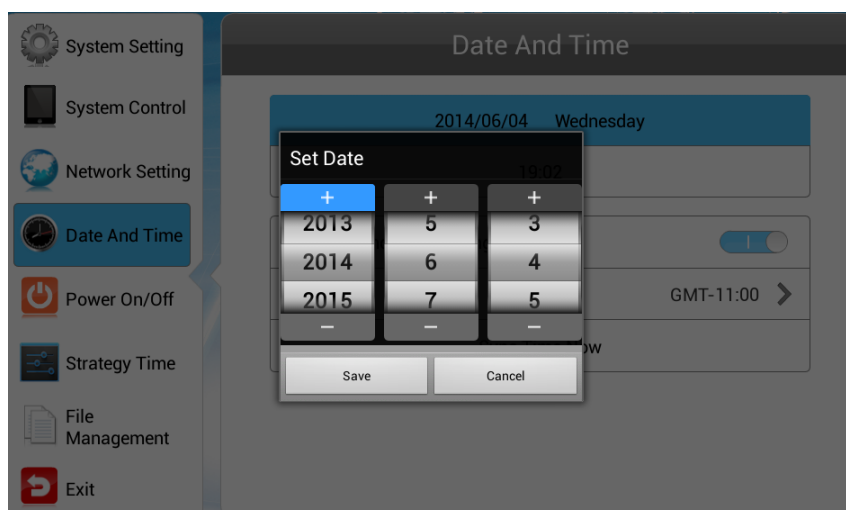 System Setting
System Control
Network Setting
Date And Time
Power On/Off
Strategy Time
File
Management
Exit
Date And Time
2014/06/04 Wednesday
19:02
GMT-11:00
Set Date
+ + +
2013 5 3
2014 6 4
2015 7 5
− − −
Save Cancel